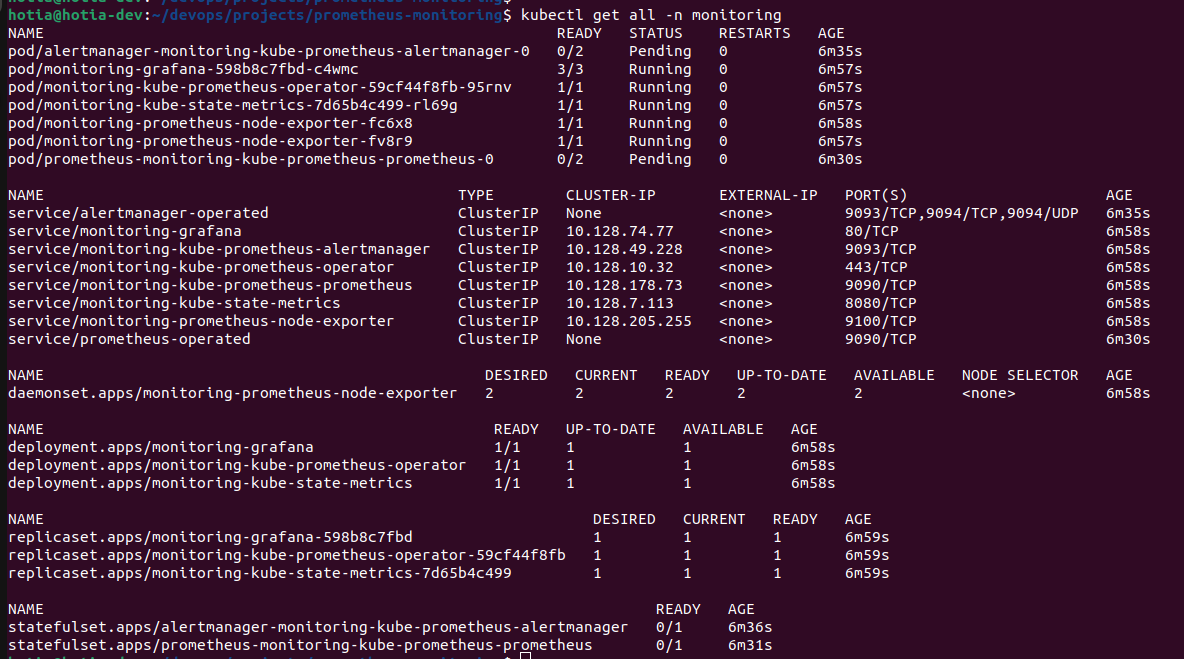 hotia@hotia-dev:~/devops/projects/prometheus-monitoring$ kubectl get all -n monitoring
NAME READY STATUS RESTARTS AGE
pod/alertmanager-monitoring-kube-prometheus-alertmanager-0 0/2 Pending 0 6m35s
pod/monitoring-grafana-598b8c7fbd-c4wmc 3/3 Running 0 6m57s
pod/monitoring-kube-prometheus-operator-59cf44f8fb-95rnv 1/1 Running 0 6m57s
pod/monitoring-kube-state-metrics-7d65b4c499-rl69g 1/1 Running 0 6m57s
pod/monitoring-prometheus-node-exporter-fc6x8 1/1 Running 0 6m58s
pod/monitoring-prometheus-node-exporter-fv8r9 1/1 Running 0 6m57s
pod/prometheus-monitoring-kube-prometheus-prometheus-0 0/2 Pending 0 6m30s
NAME TYPE CLUSTER-IP EXTERNAL-IP PORT(S) AGE
service/alertmanager-operated ClusterIP None <none> 9093/TCP,9094/TCP,9094/UDP 6m35s
service/monitoring-grafana ClusterIP 10.128.74.77 <none> 80/TCP 6m58s
service/monitoring-kube-prometheus-alertmanager ClusterIP 10.128.49.228 <none> 9093/TCP 6m58s
service/monitoring-kube-prometheus-operator ClusterIP 10.128.10.32 <none> 443/TCP 6m58s
service/monitoring-kube-prometheus-prometheus ClusterIP 10.128.178.73 <none> 9090/TCP 6m58s
service/monitoring-kube-state-metrics ClusterIP 10.128.7.113 <none> 8080/TCP 6m58s
service/monitoring-prometheus-node-exporter ClusterIP 10.128.205.255 <none> 9100/TCP 6m58s
service/prometheus-operated ClusterIP None <none> 9090/TCP 6m30s
NAME DESIRED CURRENT READY UP-TO-DATE AVAILABLE NODE SELECTOR AGE
daemonset.apps/monitoring-prometheus-node-exporter 2 2 2 2 2 <none> 6m58s
NAME READY UP-TO-DATE AVAILABLE AGE
deployment.apps/monitoring-grafana 1/1 1 1 6m58s
deployment.apps/monitoring-kube-prometheus-operator 1/1 1 1 6m58s
deployment.apps/monitoring-kube-state-metrics 1/1 1 1 6m58s
NAME DESIRED CURRENT READY AGE
replicaset.apps/monitoring-grafana-598b8c7fbd 1 1 1 6m59s
replicaset.apps/monitoring-kube-prometheus-operator-59cf44f8fb 1 1 1 6m59s
replicaset.apps/monitoring-kube-state-metrics-7d65b4c499 1 1 1 6m59s
NAME READY AGE
statefulset.apps/alertmanager-monitoring-kube-prometheus-alertmanager 0/1 6m36s
statefulset.apps/prometheus-monitoring-kube-prometheus-prometheus 0/1 6m31s